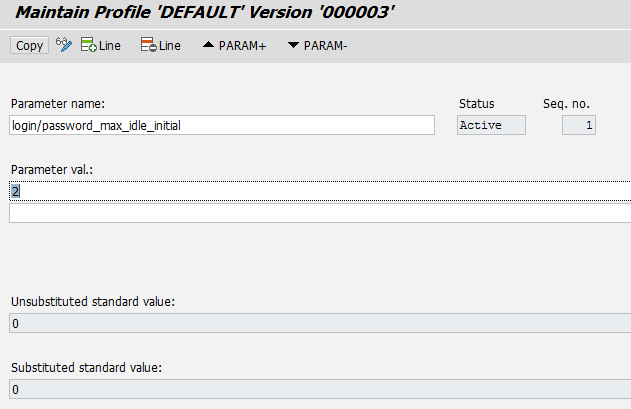 Maintain Profile 'DEFAULT' Version '000003'
Copy Line Line PARAM+ PARAM-
Parameter name: Status Seq. no.
login/password_max_idle_initial Active 1
Parameter val.:
2
Unsubstituted standard value:
0
Substituted standard value:
0